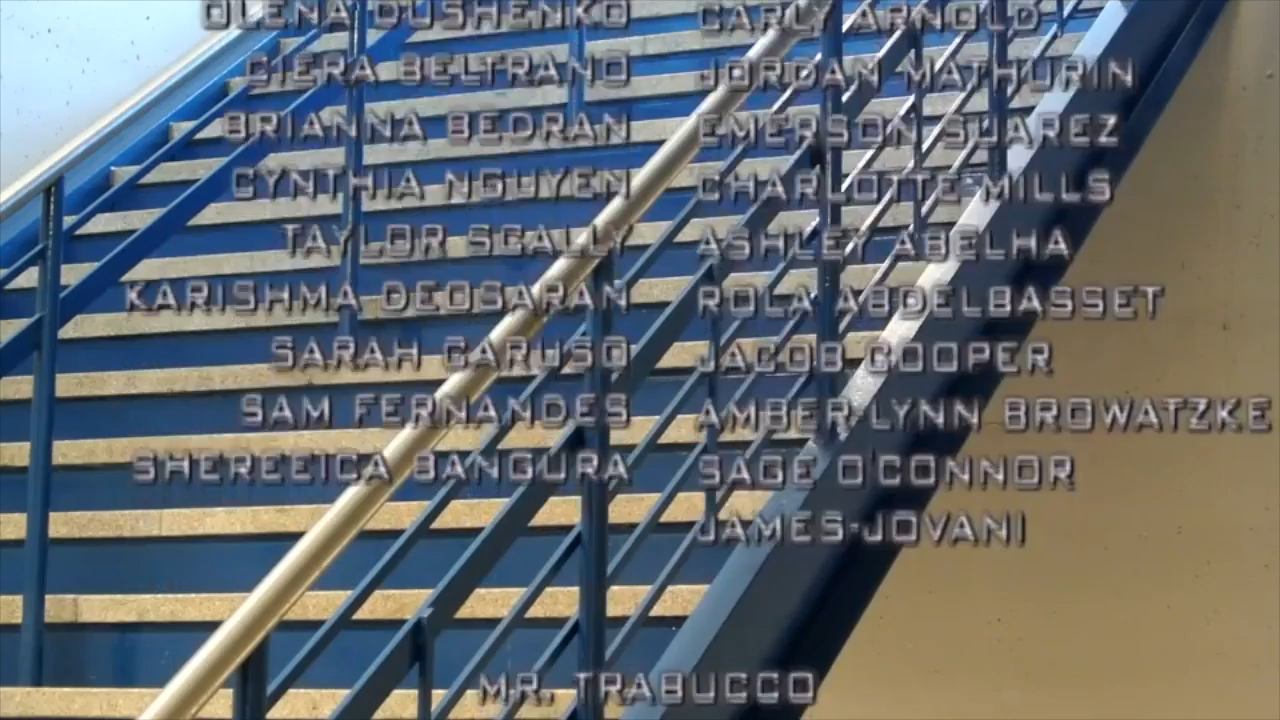 OLENA DUSHENKO CARLY ARNOLD
CIERA BELTRANO JORDAN MATHURIN
BRIANNA BEDRAN EMERSON SUAREZ
CYNTHIA NGUYEN CHARLOTTE MILLS
TAYLOR SCALLY ASHLEY ABELHA
KARISHMA DEOSARAN ROLA ABDELBASSET
SARAH CARUSO JACOB COOPER
SAM FERNANDES AMBER-LYNN BROWATZKE
SHEREEICA BANGURA SAGE O'CONNOR
JAMES-JOVANI
MR. TRABUCCO